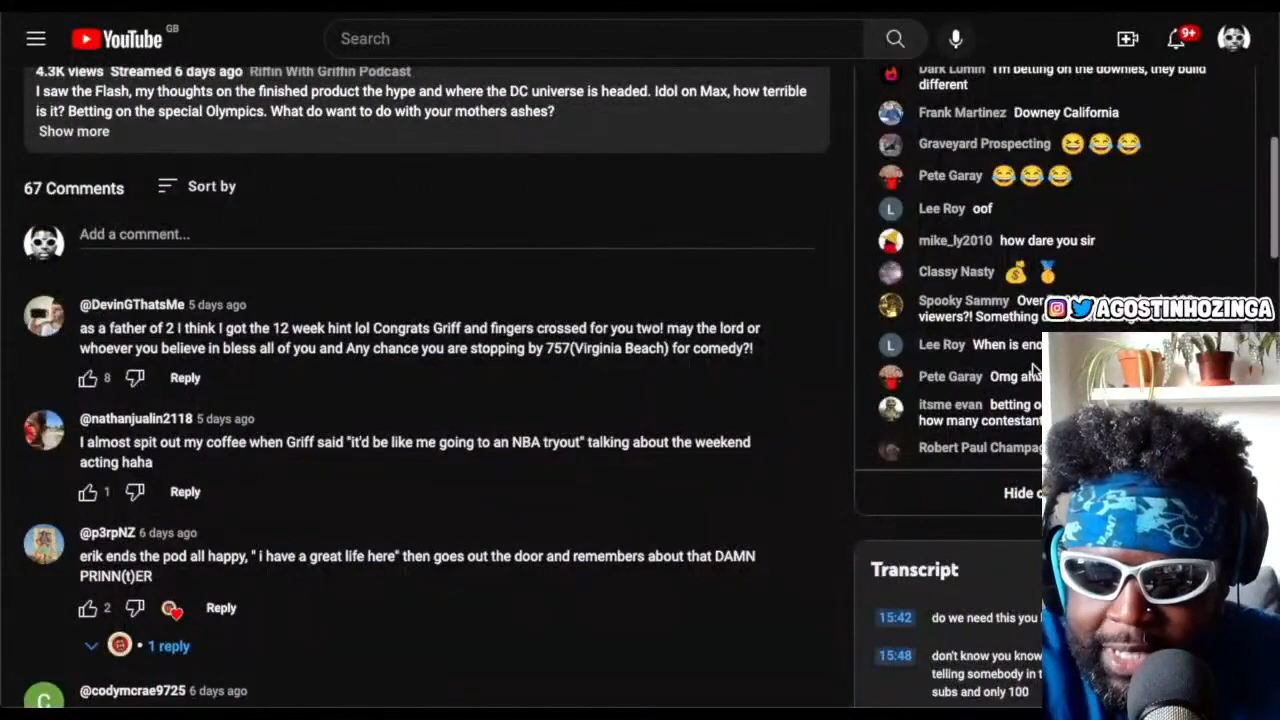 YouTube GB
Search
9+
4.3K views Streamed 6 days ago Riffin With Griffin Podcast
I saw the Flash, my thoughts on the finished product the hype and where the DC universe is headed. Idol on Max, how terrible
is it? Betting on the special Olympics. What do want to do with your mothers ashes?
Show more
67 Comments
Sort by
Add a comment...
@DevinGThatsMe 5 days ago
as a father of 2 I think I got the 12 week hint lol Congrats Griff and fingers crossed for you two! may the lord or
whoever you believe in bless all of you and Any chance you are stopping by 757(Virginia Beach) for comedy?!
8
Reply
@nathanjualin2118 5 days ago
I almost spit out my coffee when Griff said "it'd be like me going to an NBA tryout" talking about the weekend
acting haha
1
Reply
@p3rpNZ 6 days ago
erik ends the pod all happy, " i have a great life here" then goes out the door and remembers about that DAMN
PRINN(t)ER
2
Reply
1 reply
C
@codymcrae9725 6 days ago
Dark Lumin I'm betting on the downies, they build
different
Frank Martinez Downey California
Graveyard Prospecting 😆😂😂
Pete Garay 😂😂😂
L
Lee Roy oof
mike_ly2010 how dare you sir
Classy Nasty 💰🥇
Spooky Sammy Over
viewers?! Something
AGOSTINHOZINGA
L
Lee Roy When is
Pete Garay Omg
itsme evan betting
how many
Robert Paul
Hide
Transcript
15:42
do we need this you
15:48
don't know you know
telling somebody in
subs and only 100